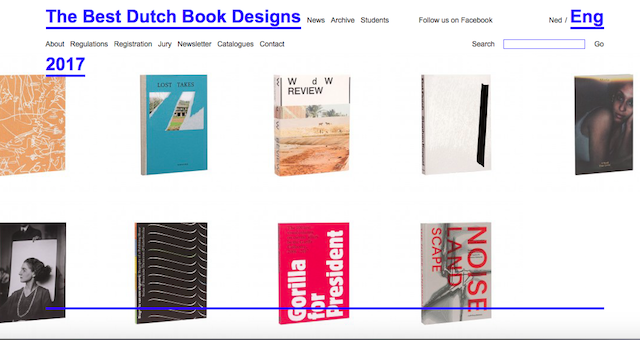 The Best Dutch Book Designs News Archive Students Follow us on Facebook Ned / Eng
About Regulations Registration Jury Newsletter Catalogues Contact Search Go
2017
LOST TAKES
W d W
REVIEW
Gorilla
for
President
NOISE
LAND
SCAPE